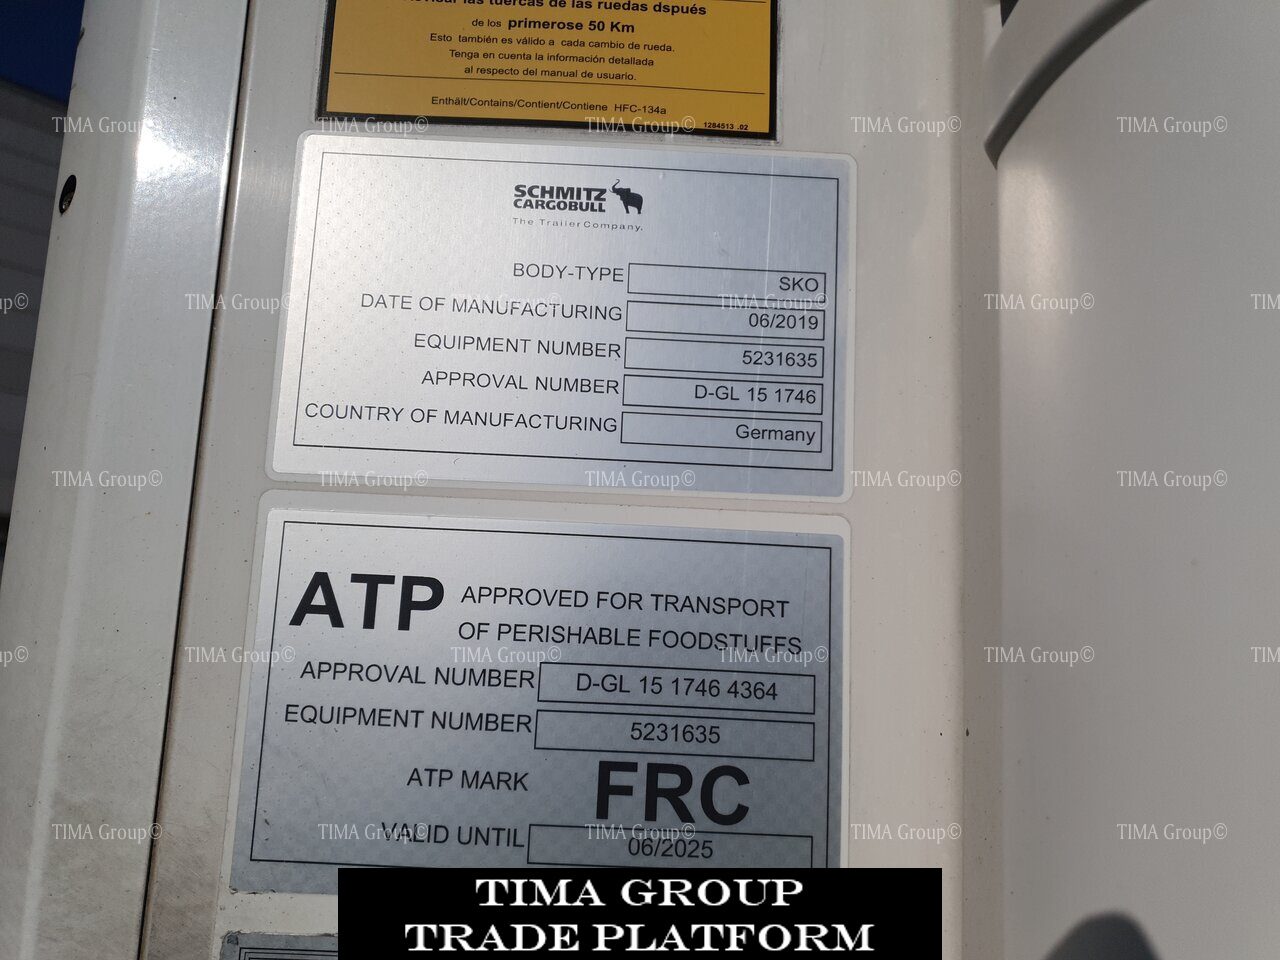 las tuercas de las ruedas dspués
de los primerose 50 Km
Esto también es válido a cada cambio de rueda.
Tenga en cuenta la información detallada
al respecto del manual de usuario.
Enthält/Contains/Contient/Contiene HFC-134a
1284513 .02
SCHMITZ
CARGOBULL
The Trailer Company.
BODY-TYPE SKO
DATE OF MANUFACTURING 06/2019
EQUIPMENT NUMBER 5231635
APPROVAL NUMBER D-GL 15 1746
COUNTRY OF MANUFACTURING Germany
ATP APPROVED FOR TRANSPORT
OF PERISHABLE FOODSTUFFS
APPROVAL NUMBER D-GL 15 1746 4364
EQUIPMENT NUMBER 5231635
ATP MARK FRC
VALID UNTIL 06/2025
TIMA GROUP
TRADE PLATFORM
TIMA Group©